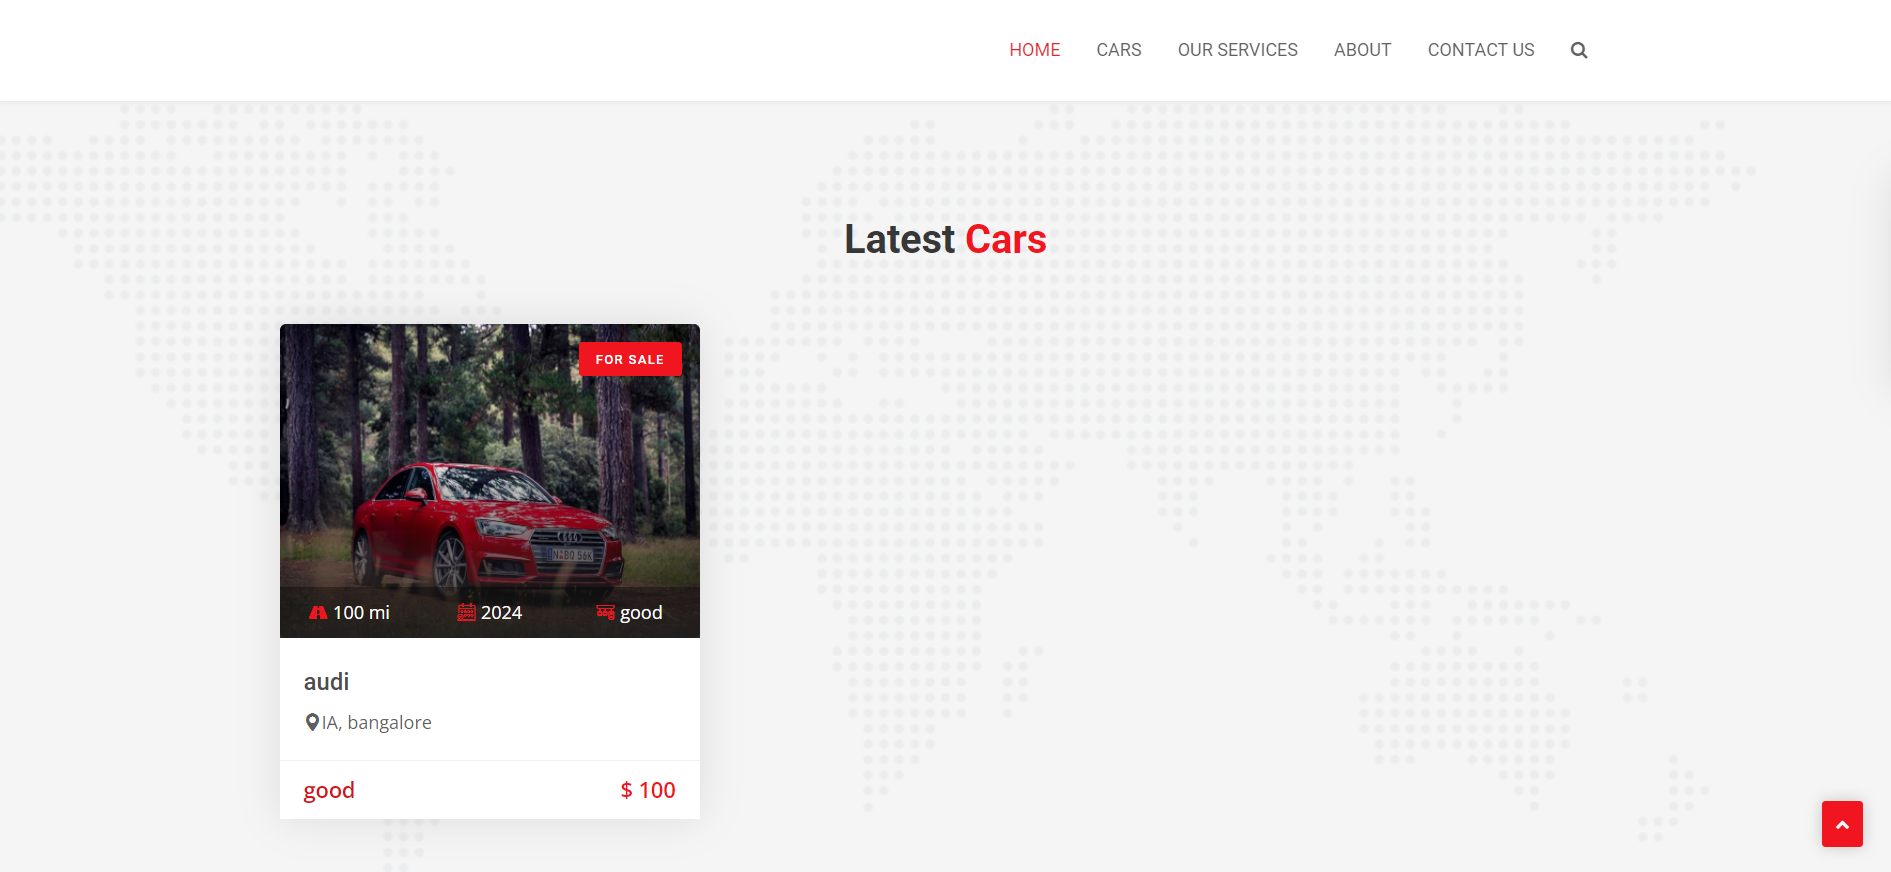 HOME CARS OUR SERVICES ABOUT CONTACT US
Latest Cars
FOR SALE
100 mi 2024 good
audi
IA, bangalore
good $ 100